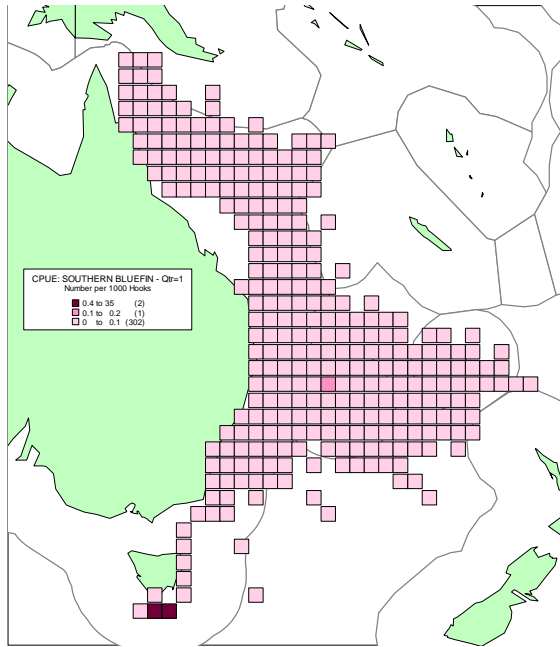 CPUE: SOUTHERN BLUEFIN - Qtr=1
Number per 1000 Hooks
0.4 to 35 (2)
0.1 to 0.2 (1)
0 to 0.1 (302)